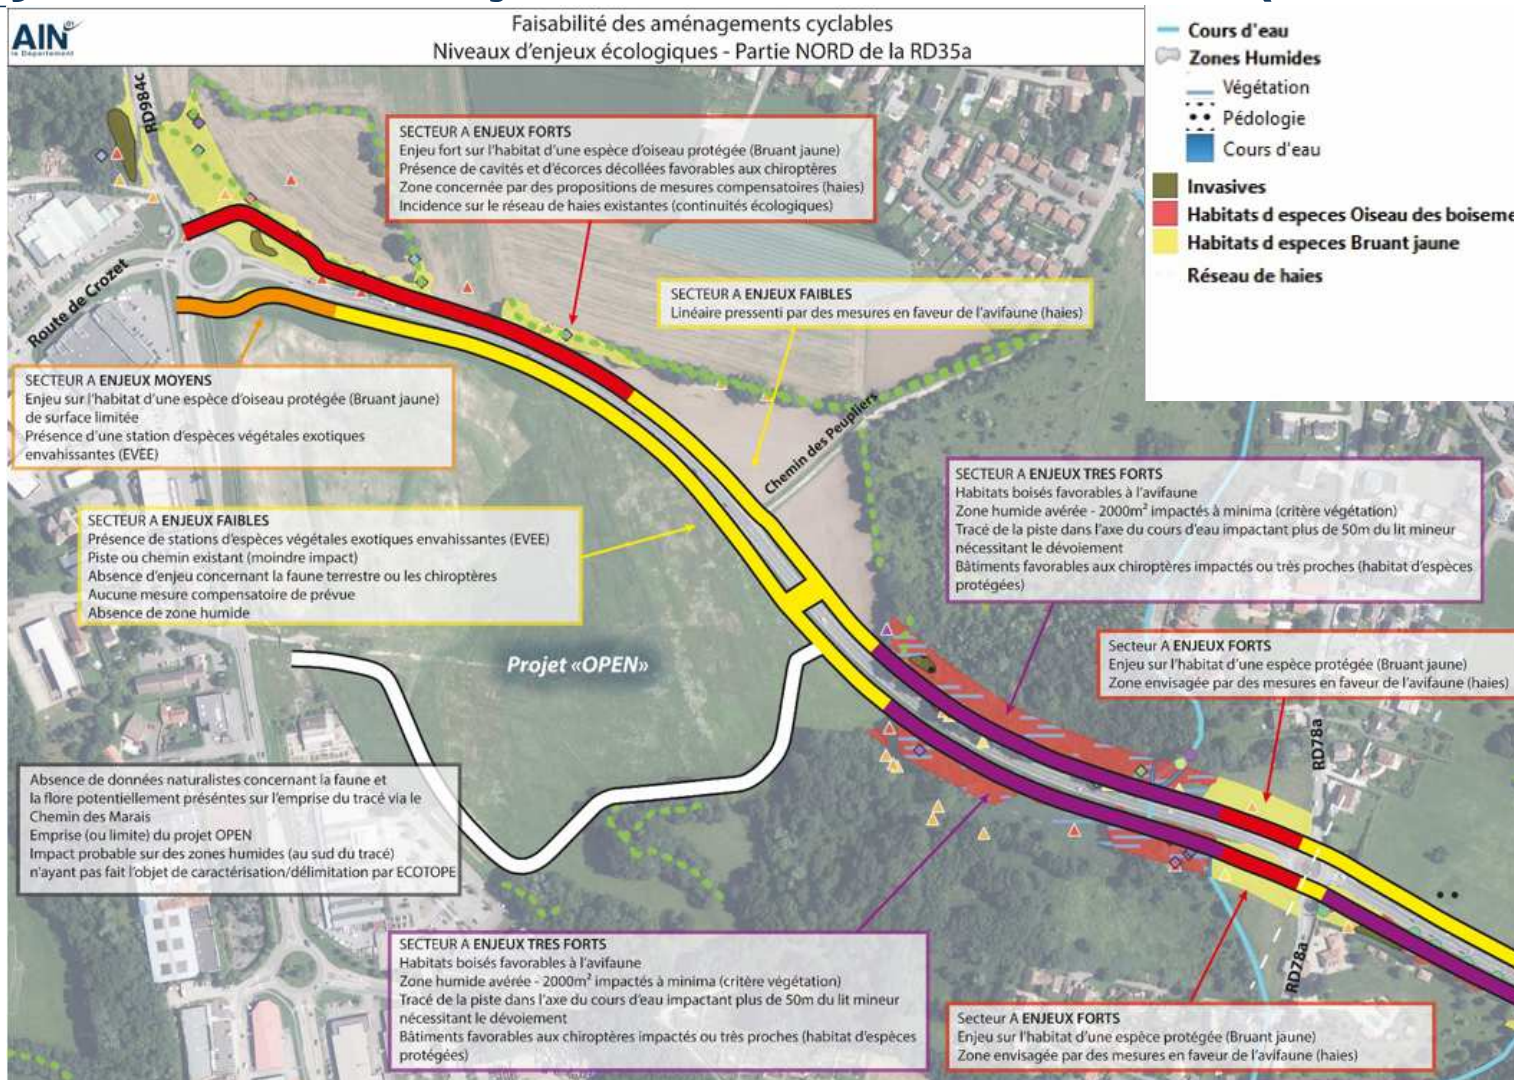 AIN
le Département
Faisabilité des aménagements cyclables
Niveaux d'enjeux écologiques - Partie NORD de la RD35a
Cours d'eau
Zones Humides
Végétation
Pédologie
Cours d'eau
Invasives
Habitats d especes Oiseau des boiseme
Habitats d especes Bruant jaune
Réseau de haies
RD984c
Route de Crozet
SECTEUR A ENJEUX FORTS
Enjeu fort sur l'habitat d'une espèce d'oiseau protégée (Bruant jaune)
Présence de cavités et d'écorces décollées favorables aux chiroptères
Zone concernée par des propositions de mesures compensatoires (haies)
Incidence sur le réseau de haies existantes (continuités écologiques)
SECTEUR A ENJEUX FAIBLES
Linéaire pressenti par des mesures en faveur de l'avifaune (haies)
SECTEUR A ENJEUX MOYENS
Enjeu sur l'habitat d'une espèce d'oiseau protégée (Bruant jaune)
de surface limitée
Présence d'une station d'espèces végétales exotiques
envahissantes (EVEE)
Chemin des Peupliers
SECTEUR A ENJEUX TRES FORTS
Habitats boisés favorables à l'avifaune
Zone humide avérée - 2000m² impactés à minima (critère végétation)
Tracé de la piste dans l'axe du cours d'eau impactant plus de 50m du lit mineur
nécessitant le dévoiement
Bâtiments favorables aux chiroptères impactés ou très proches (habitat d'espèces
protégées)
SECTEUR A ENJEUX FAIBLES
Présence de stations d'espèces végétales exotiques envahissantes (EVEE)
Piste ou chemin existant (moindre impact)
Absence d'enjeu concernant la faune terrestre ou les chiroptères
Aucune mesure compensatoire de prévue
Absence de zone humide
Projet «OPEN»
Secteur A ENJEUX FORTS
Enjeu sur l'habitat d'une espèce protégée (Bruant jaune)
Zone envisagée par des mesures en faveur de l'avifaune (haies)
RD78a
Absence de données naturalistes concernant la faune et
la flore potentiellement présentes sur l'emprise du tracé via le
Chemin des Marais
Emprise (ou limite) du projet OPEN
Impact probable sur des zones humides (au sud du tracé)
n'ayant pas fait l'objet de caractérisation/délimitation par ECOTOPE
SECTEUR A ENJEUX TRES FORTS
Habitats boisés favorables à l'avifaune
Zone humide avérée - 2000m² impactés à minima (critère végétation)
Tracé de la piste dans l'axe du cours d'eau impactant plus de 50m du lit mineur
nécessitant le dévoiement
Bâtiments favorables aux chiroptères impactés ou très proches (habitat d'espèces
protégées)
RD78a
Secteur A ENJEUX FORTS
Enjeu sur l'habitat d'une espèce protégée (Bruant jaune)
Zone envisagée par des mesures en faveur de l'avifaune (haies)